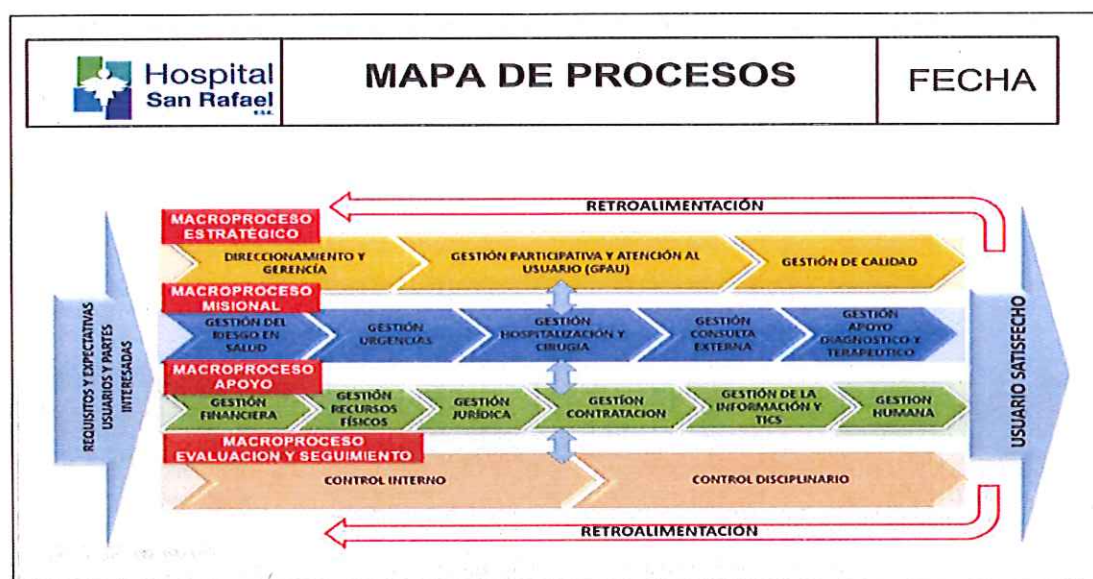 Hospital
San Rafael
E.S.E.
MAPA DE PROCESOS
FECHA
RETROALIMENTACIÓN
MACROPROCESO
ESTRATÉGICO
DIRECCIONAMIENTO Y
GERENCÍA
GESTIÓN PARTICIPATIVA Y ATENCIÓN AL
USUARIO (GPAU)
GESTIÓN DE CALIDAD
MACROPROCESO
MISIONAL
GESTIÓN DEL
RIESGO EN
SALUD
GESTIÓN
URGENCIAS
GESTIÓN
HOSPITALIZACIÓN Y
CIRUGIA
GESTIÓN
CONSULTA
EXTERNA
GESTIÓN
APOYO
DIAGNOSTICO Y
TERAPEUTICO
MACROPROCESO
APOYO
GESTIÓN
FINANCIERA
GESTIÓN
RECURSOS
FÍSICOS
GESTIÓN
JURÍDICA
GESTÍON
CONTRATACION
GESTIÓN DE LA
INFORMACIÓN Y
TICS
GESTION
HUMANA
MACROPROCESO
EVALUACION Y SEGUIMIENTO
CONTROL INTERNO
CONTROL DISCIPLINARIO
RETROALIMENTACIÓN
REQUISITOS Y EXPECTATIVAS
USUARIOS Y PARTES
INTERESADAS
USUARIO SATISFECHO